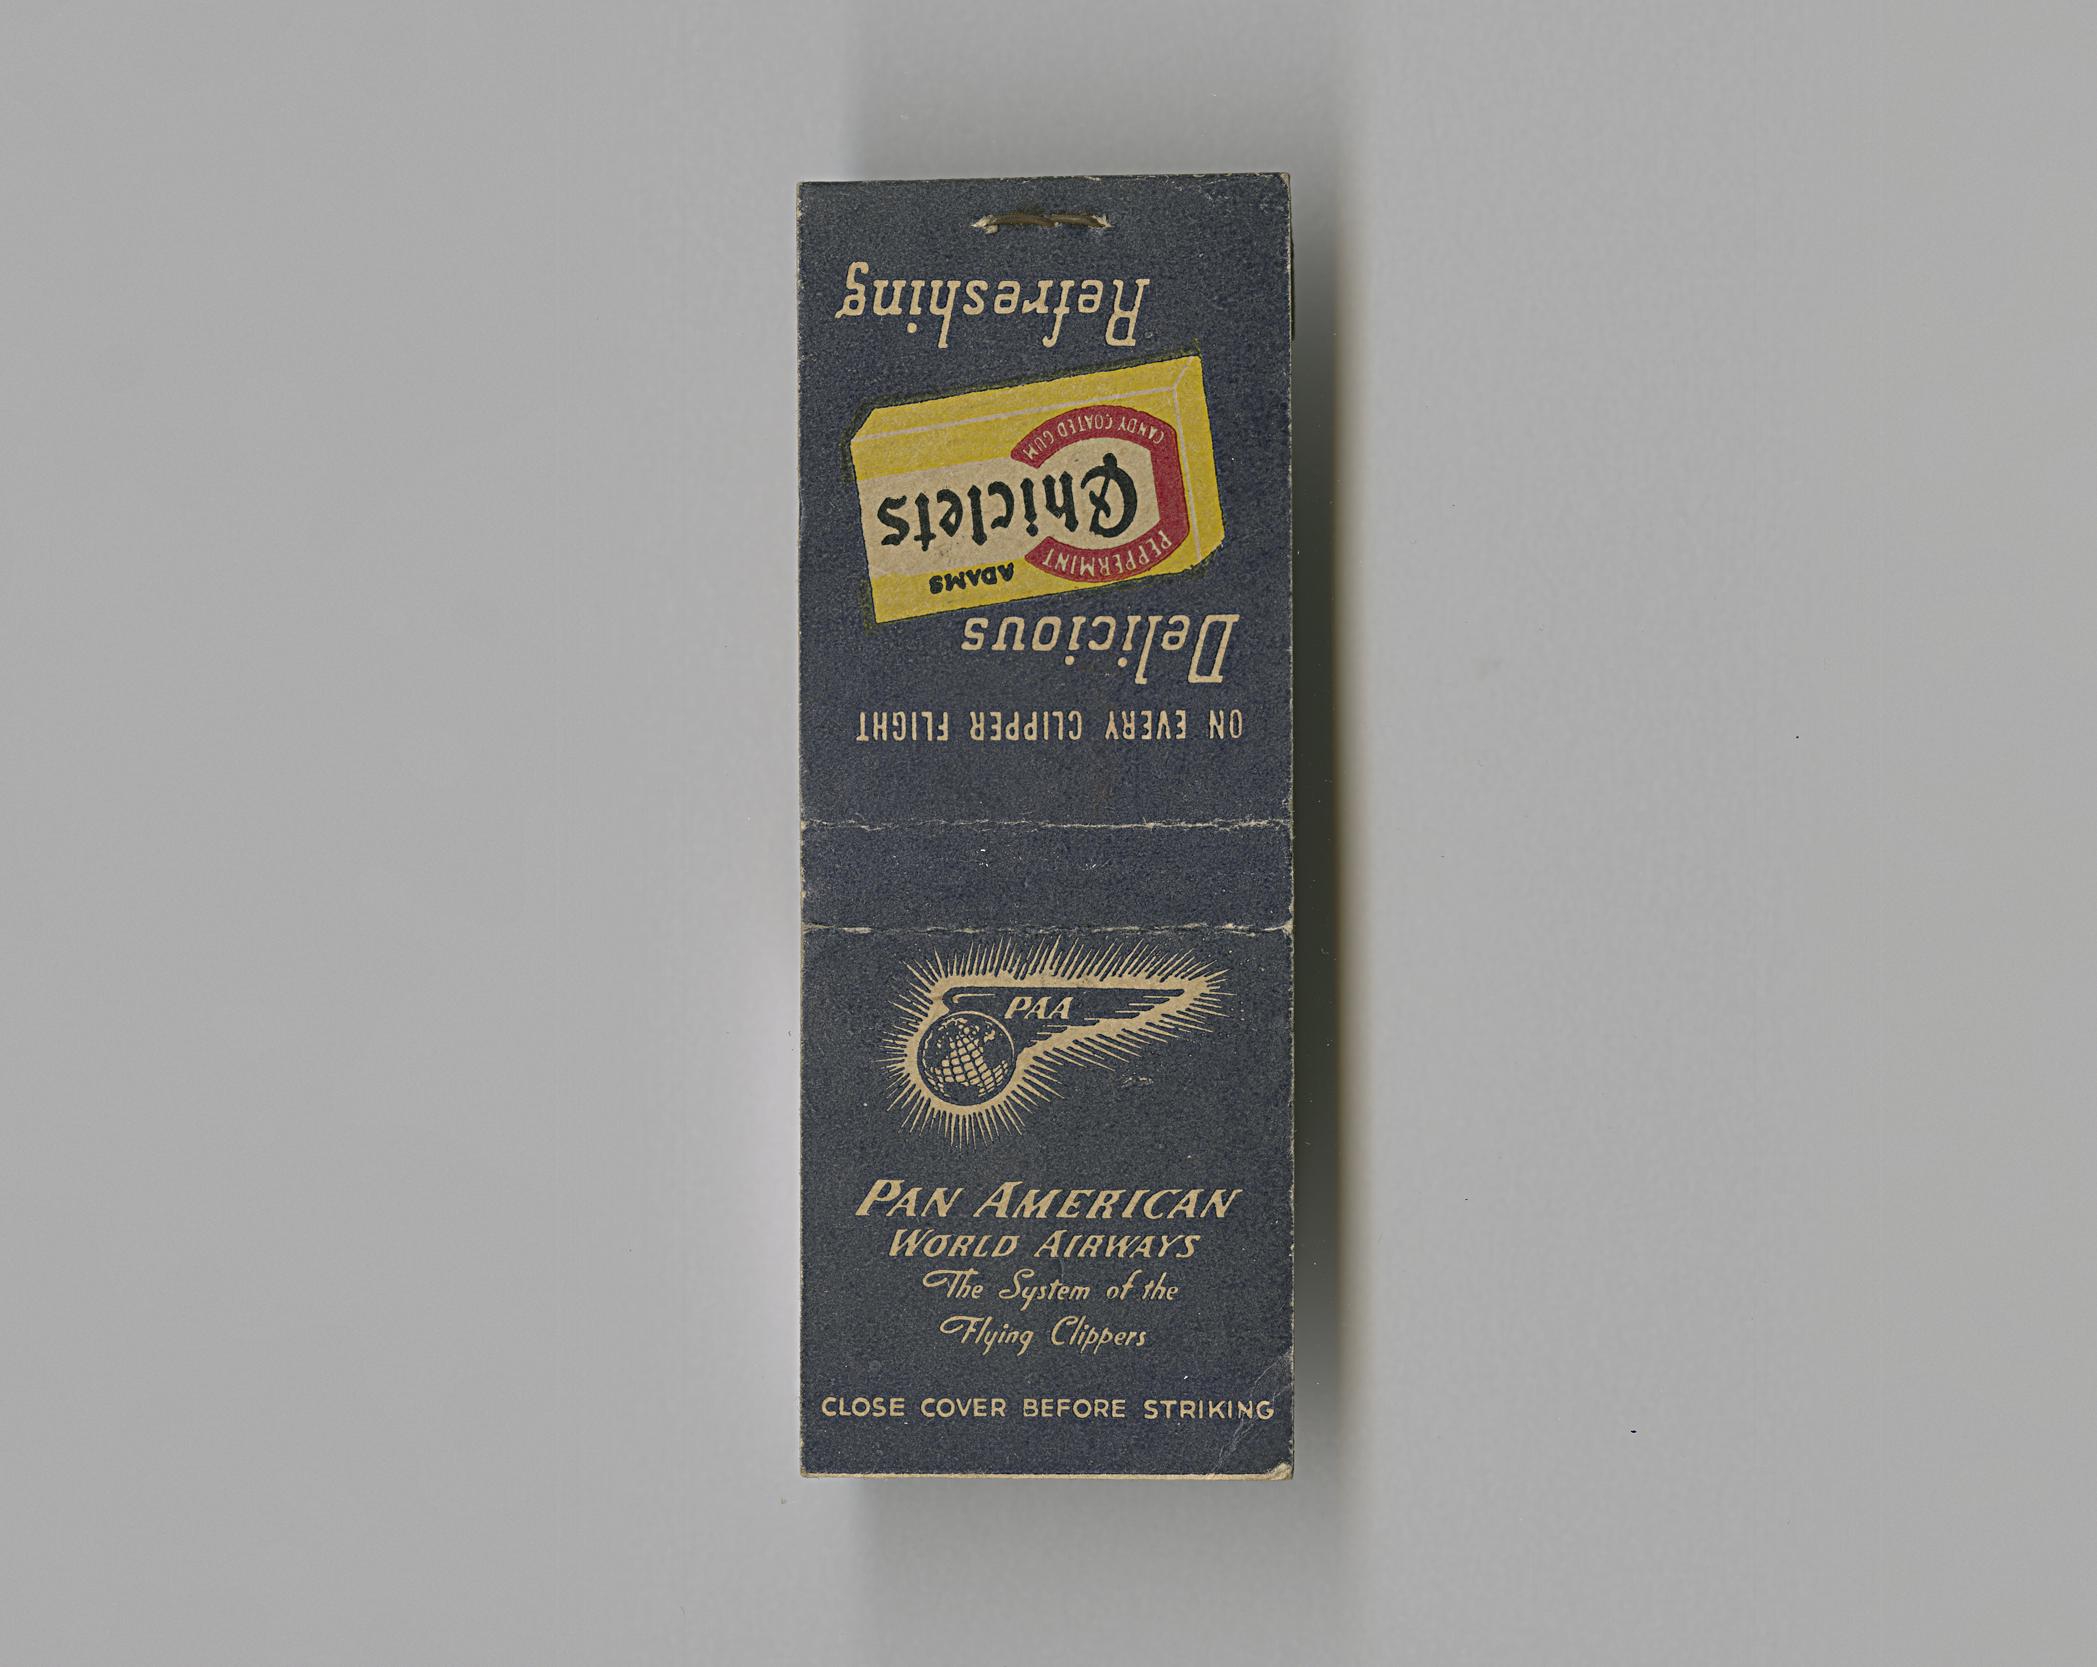 Refreshing
CANDY COATED GUM
Chiclets
PEPPERMINT
ADAMS
Delicious
ON EVERY CLIPPER FLIGHT
PAA
PAN AMERICAN
WORLD AIRWAYS
The System of the
Flying Clippers
CLOSE COVER BEFORE STRIKING